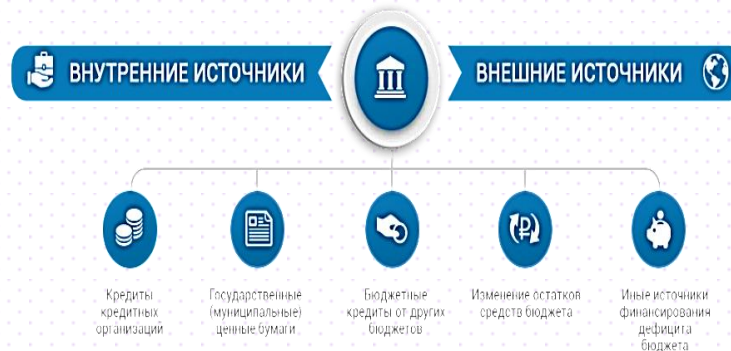 ВНУТРЕННИЕ ИСТОЧНИКИ
ВНЕШНИЕ ИСТОЧНИКИ
Кредиты
кредитных
организаций
Государственные
(муниципальные)
ценные бумаги
Бюджетные
кредиты от других
бюджетов
Изменение остатков
средств бюджета
Иные источники
финансирования
дефицита
бюджета